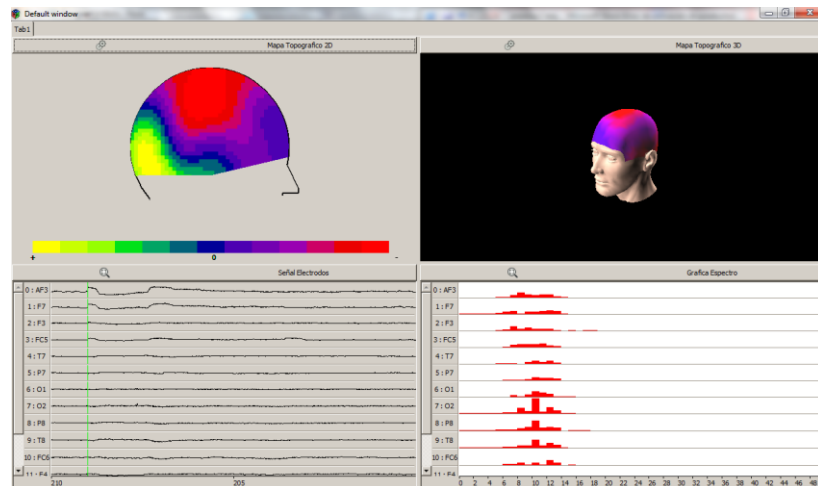 Default window
Tab1
Mapa Topografico 2D
Mapa Topografico 3D
+ 0 -
Señal Electrodos
Grafica Espectro
0 : AF3
1 : F7
2 : F3
3 : FC5
4 : T7
5 : P7
6 : O1
7 : O2
8 : P8
9 : T8
10 : FC6
11 : F4
210 205
0 : AF3
1 : F7
2 : F3
3 : FC5
4 : T7
5 : P7
6 : O1
7 : O2
8 : P8
9 : T8
10 : FC6
11 : F4
0 2 4 6 8 10 12 14 16 18 20 22 24 26 28 30 32 34 36 38 40 42 44 46 48